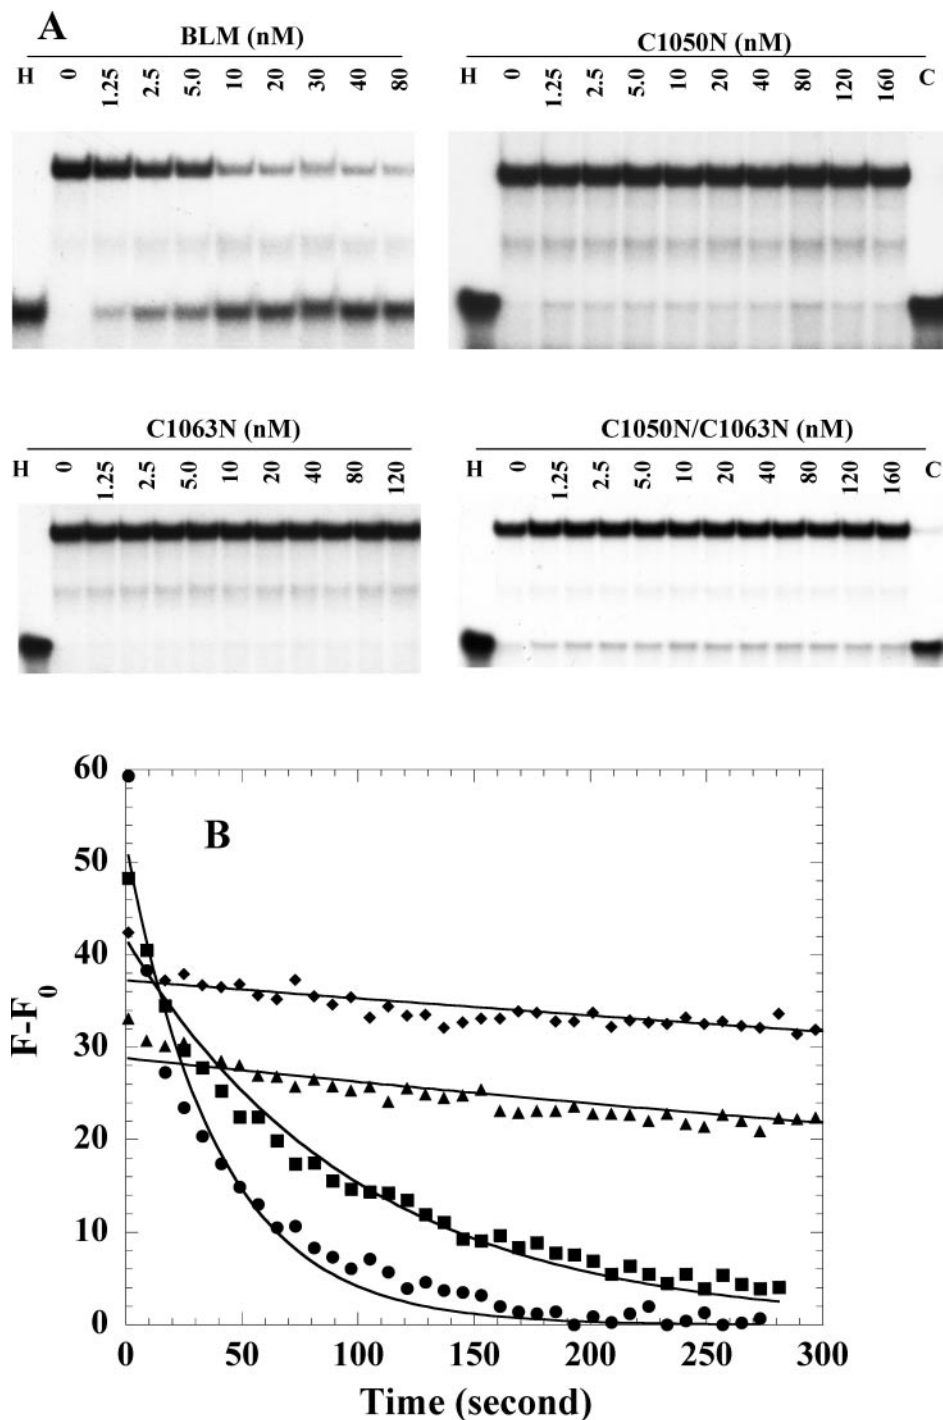 A
BLM (nM)
H 0 1.25 2.5 5.0 10 20 30 40 80
C1050N (nM)
H 0 1.25 2.5 5.0 10 20 40 80 120 160 C
C1063N (nM)
H 0 1.25 2.5 5.0 10 20 40 80 120
C1050N/C1063N (nM)
H 0 1.25 2.5 5.0 10 20 40 80 120 160 C
B
F-F0
60
50
40
30
20
10
0
0 50 100 150 200 250 300
Time (second)